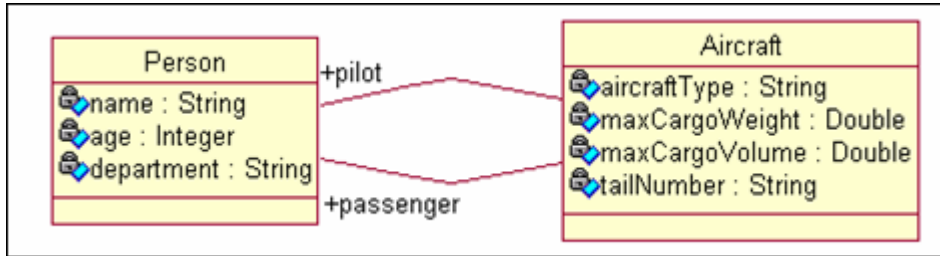 Person
name : String
age : Integer
department : String
+pilot
+passenger
Aircraft
aircraftType : String
maxCargoWeight : Double
maxCargoVolume : Double
tailNumber : String